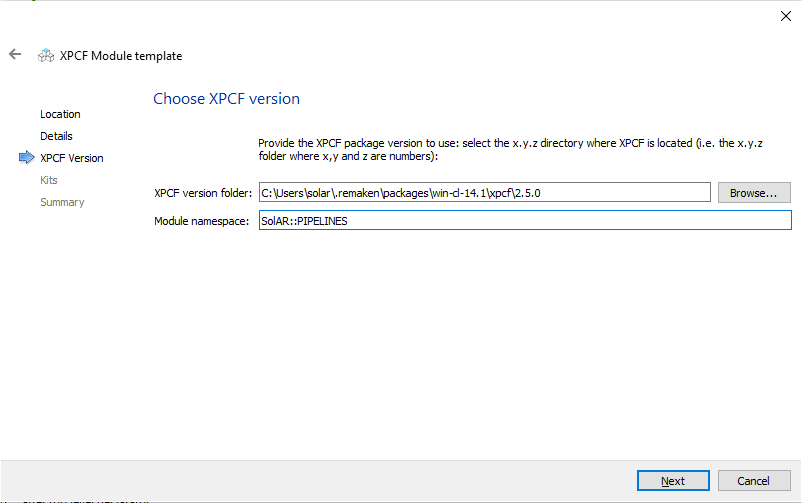 XPCF Module template
Choose XPCF version
Location
Details
XPCF Version
Kits
Summary
Provide the XPCF package version to use: select the x.y.z directory where XPCF is located (i.e. the x.y.z
folder where x,y and z are numbers):
XPCF version folder: C:\Users\solar\.remaken\packages\win-cl-14.1\xpcf\2.5.0 Browse...
Module namespace: SolAR::PIPELINES
Next Cancel